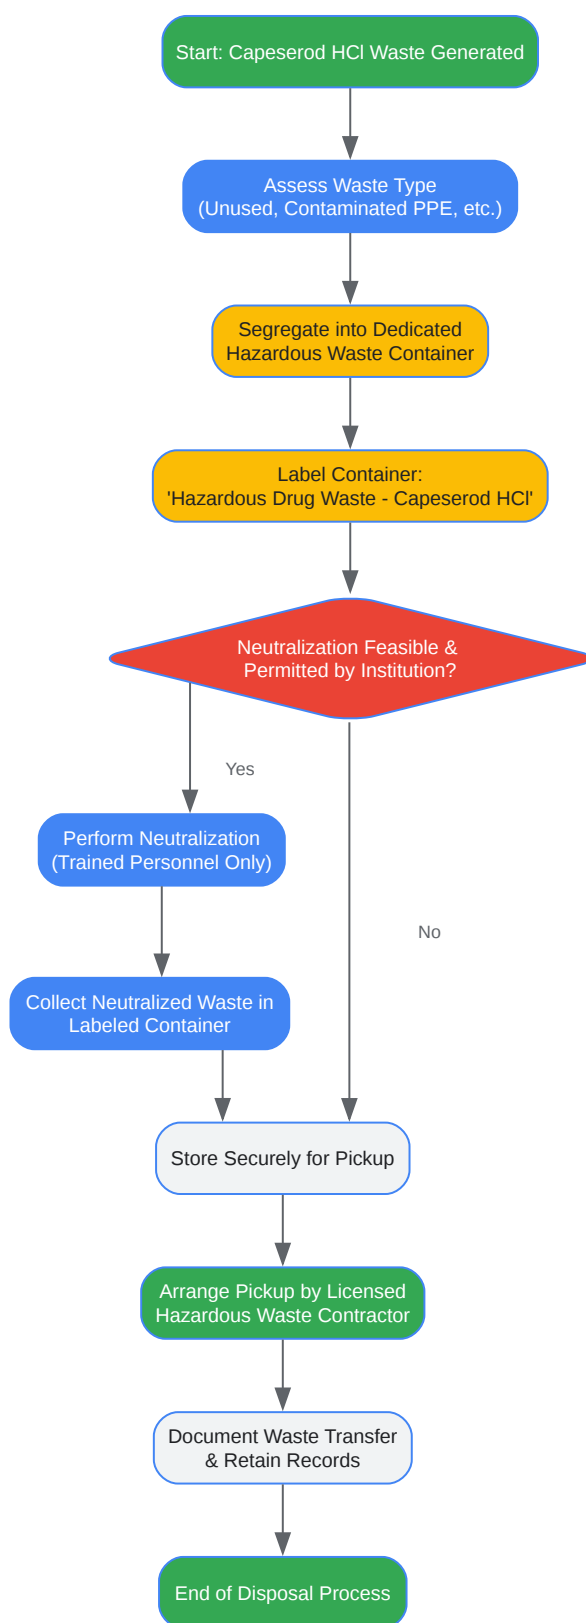 Start: Capeserod HCl Waste Generated
Assess Waste Type
(Unused, Contaminated PPE, etc.)
Segregate into Dedicated
Hazardous Waste Container
Label Container:
'Hazardous Drug Waste - Capeserod HCl'
Neutralization Feasible &
Permitted by Institution?
Yes
Perform Neutralization
(Trained Personnel Only)
No
Collect Neutralized Waste in
Labeled Container
Store Securely for Pickup
Arrange Pickup by Licensed
Hazardous Waste Contractor
Document Waste Transfer
& Retain Records
End of Disposal Process